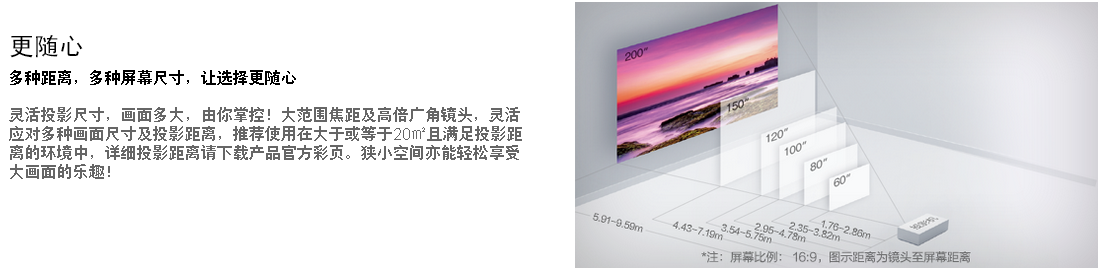 更随心
多种距离，多种屏幕尺寸，让选择更随心
灵活投影尺寸，画面多大，由你掌控！大范围焦距及高倍广角镜头，灵活
应对多种画面尺寸及投影距离，推荐使用在大于或等于20㎡且满足投影距
离的环境中，详细投影距离请下载产品官方彩页。狭小空间亦能轻松享受
大画面的乐趣！
200″
150″
120″
100″
80″
60″
5.91~9.59m
4.43~7.19m
3.54~5.75m
2.95~4.78m
2.35~3.82m
1.76~2.86m
*注：屏幕比例： 16:9，图示距离为镜头至屏幕距离